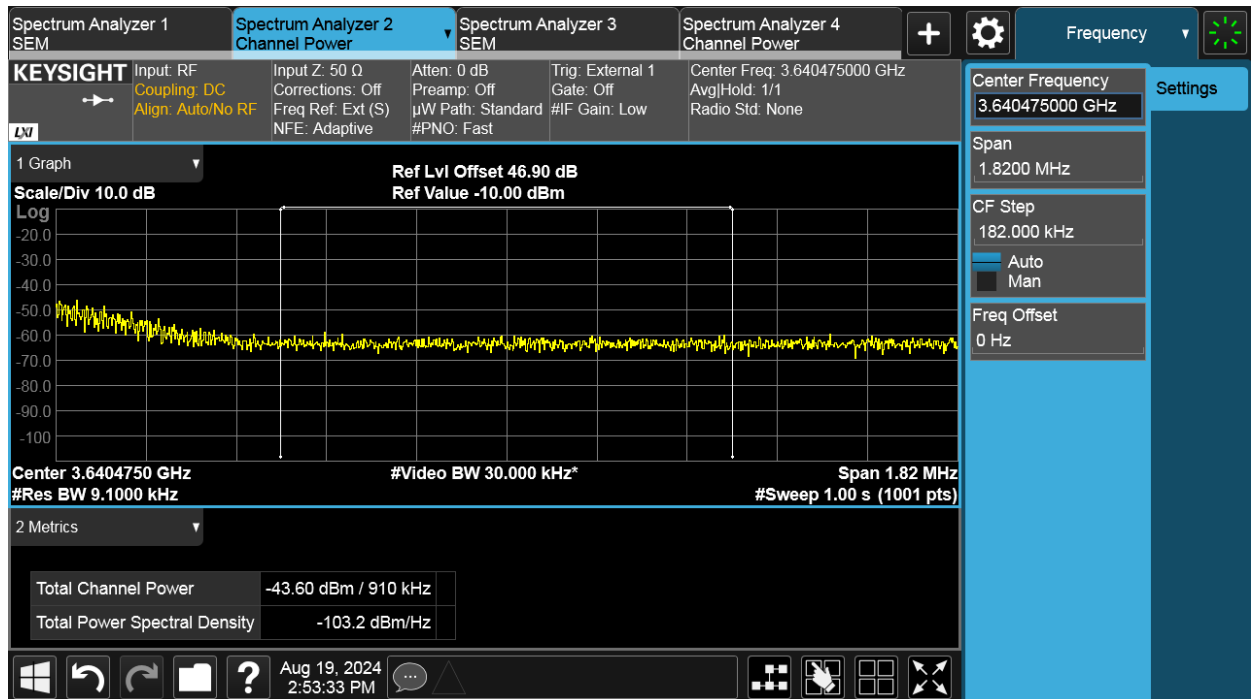 Spectrum Analyzer 1
SEM
Spectrum Analyzer 2
Channel Power
Spectrum Analyzer 3
SEM
Spectrum Analyzer 4
Channel Power
+
Frequency
KEYSIGHT
LXI
Input: RF
Coupling: DC
Align: Auto/No RF
Input Z: 50 Ω
Corrections: Off
Freq Ref: Ext (S)
NFE: Adaptive
Atten: 0 dB
Preamp: Off
µW Path: Standard
#PNO: Fast
Trig: External 1
Gate: Off
#IF Gain: Low
Center Freq: 3.640475000 GHz
Avg|Hold: 1/1
Radio Std: None
Center Frequency
3.640475000 GHz
Settings
Span
1.8200 MHz
CF Step
182.000 kHz
Auto
Man
Freq Offset
0 Hz
1 Graph
Ref Lvl Offset 46.90 dB
Scale/Div 10.0 dB
Ref Value -10.00 dBm
Log
-20.0
-30.0
-40.0
-50.0
-60.0
-70.0
-80.0
-90.0
-100
Center 3.6404750 GHz
#Video BW 30.000 kHz*
Span 1.82 MHz
#Res BW 9.1000 kHz
#Sweep 1.00 s (1001 pts)
2 Metrics
Total Channel Power -43.60 dBm / 910 kHz
Total Power Spectral Density -103.2 dBm/Hz
?
Aug 19, 2024
2:53:33 PM